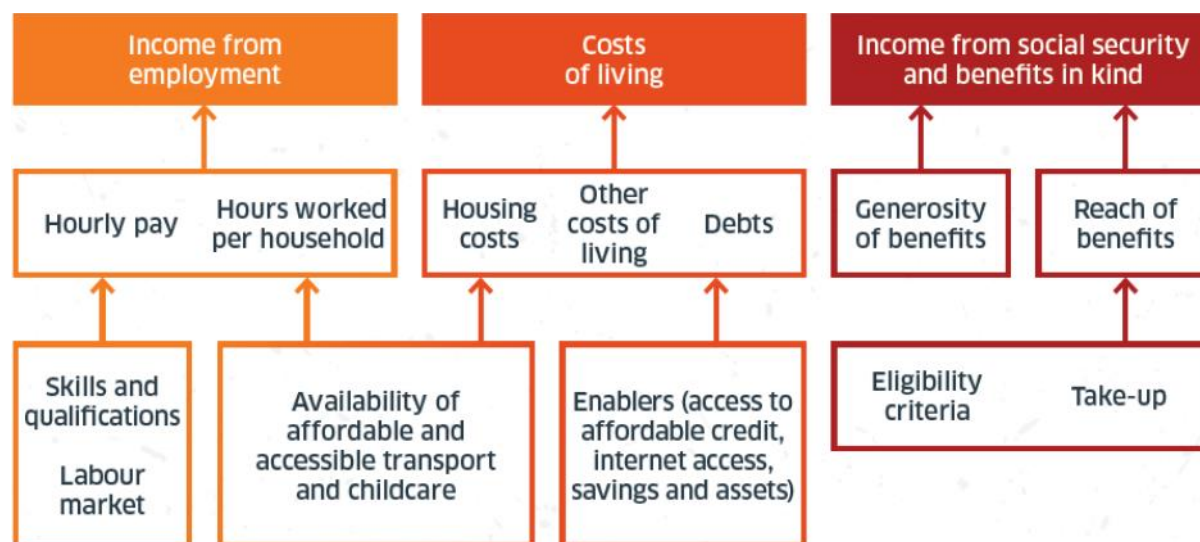 Income from
employment
Costs
of living
Income from social security
and benefits in kind
Hourly pay
Hours worked
per household
Housing
costs
Other
costs of
living
Debts
Generosity
of benefits
Reach of
benefits
Skills and
qualifications
Labour
market
Availability of
affordable and
accessible transport
and childcare
Enablers (access to
affordable credit,
internet access,
savings and assets)
Eligibility
criteria
Take-up